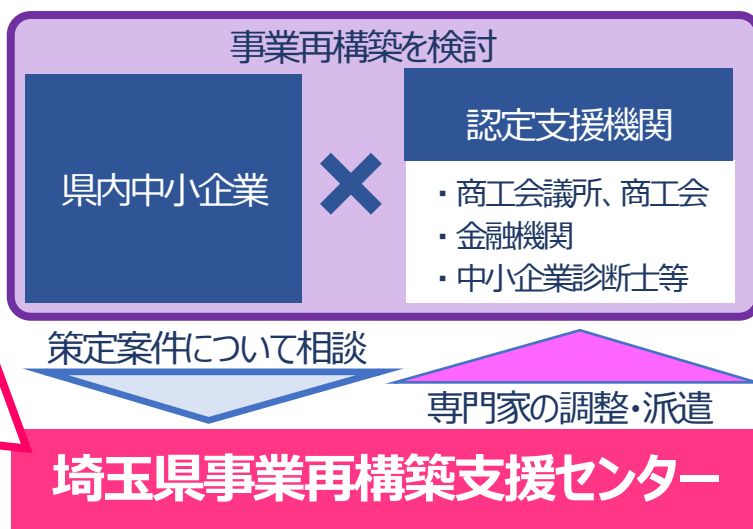 事業再構築を検討
県内中小企業
認定支援機関
・商工会議所、商工会
・金融機関
・中小企業診断士等
策定案件について相談
専門家の調整・派遣
埼玉県事業再構築支援センター